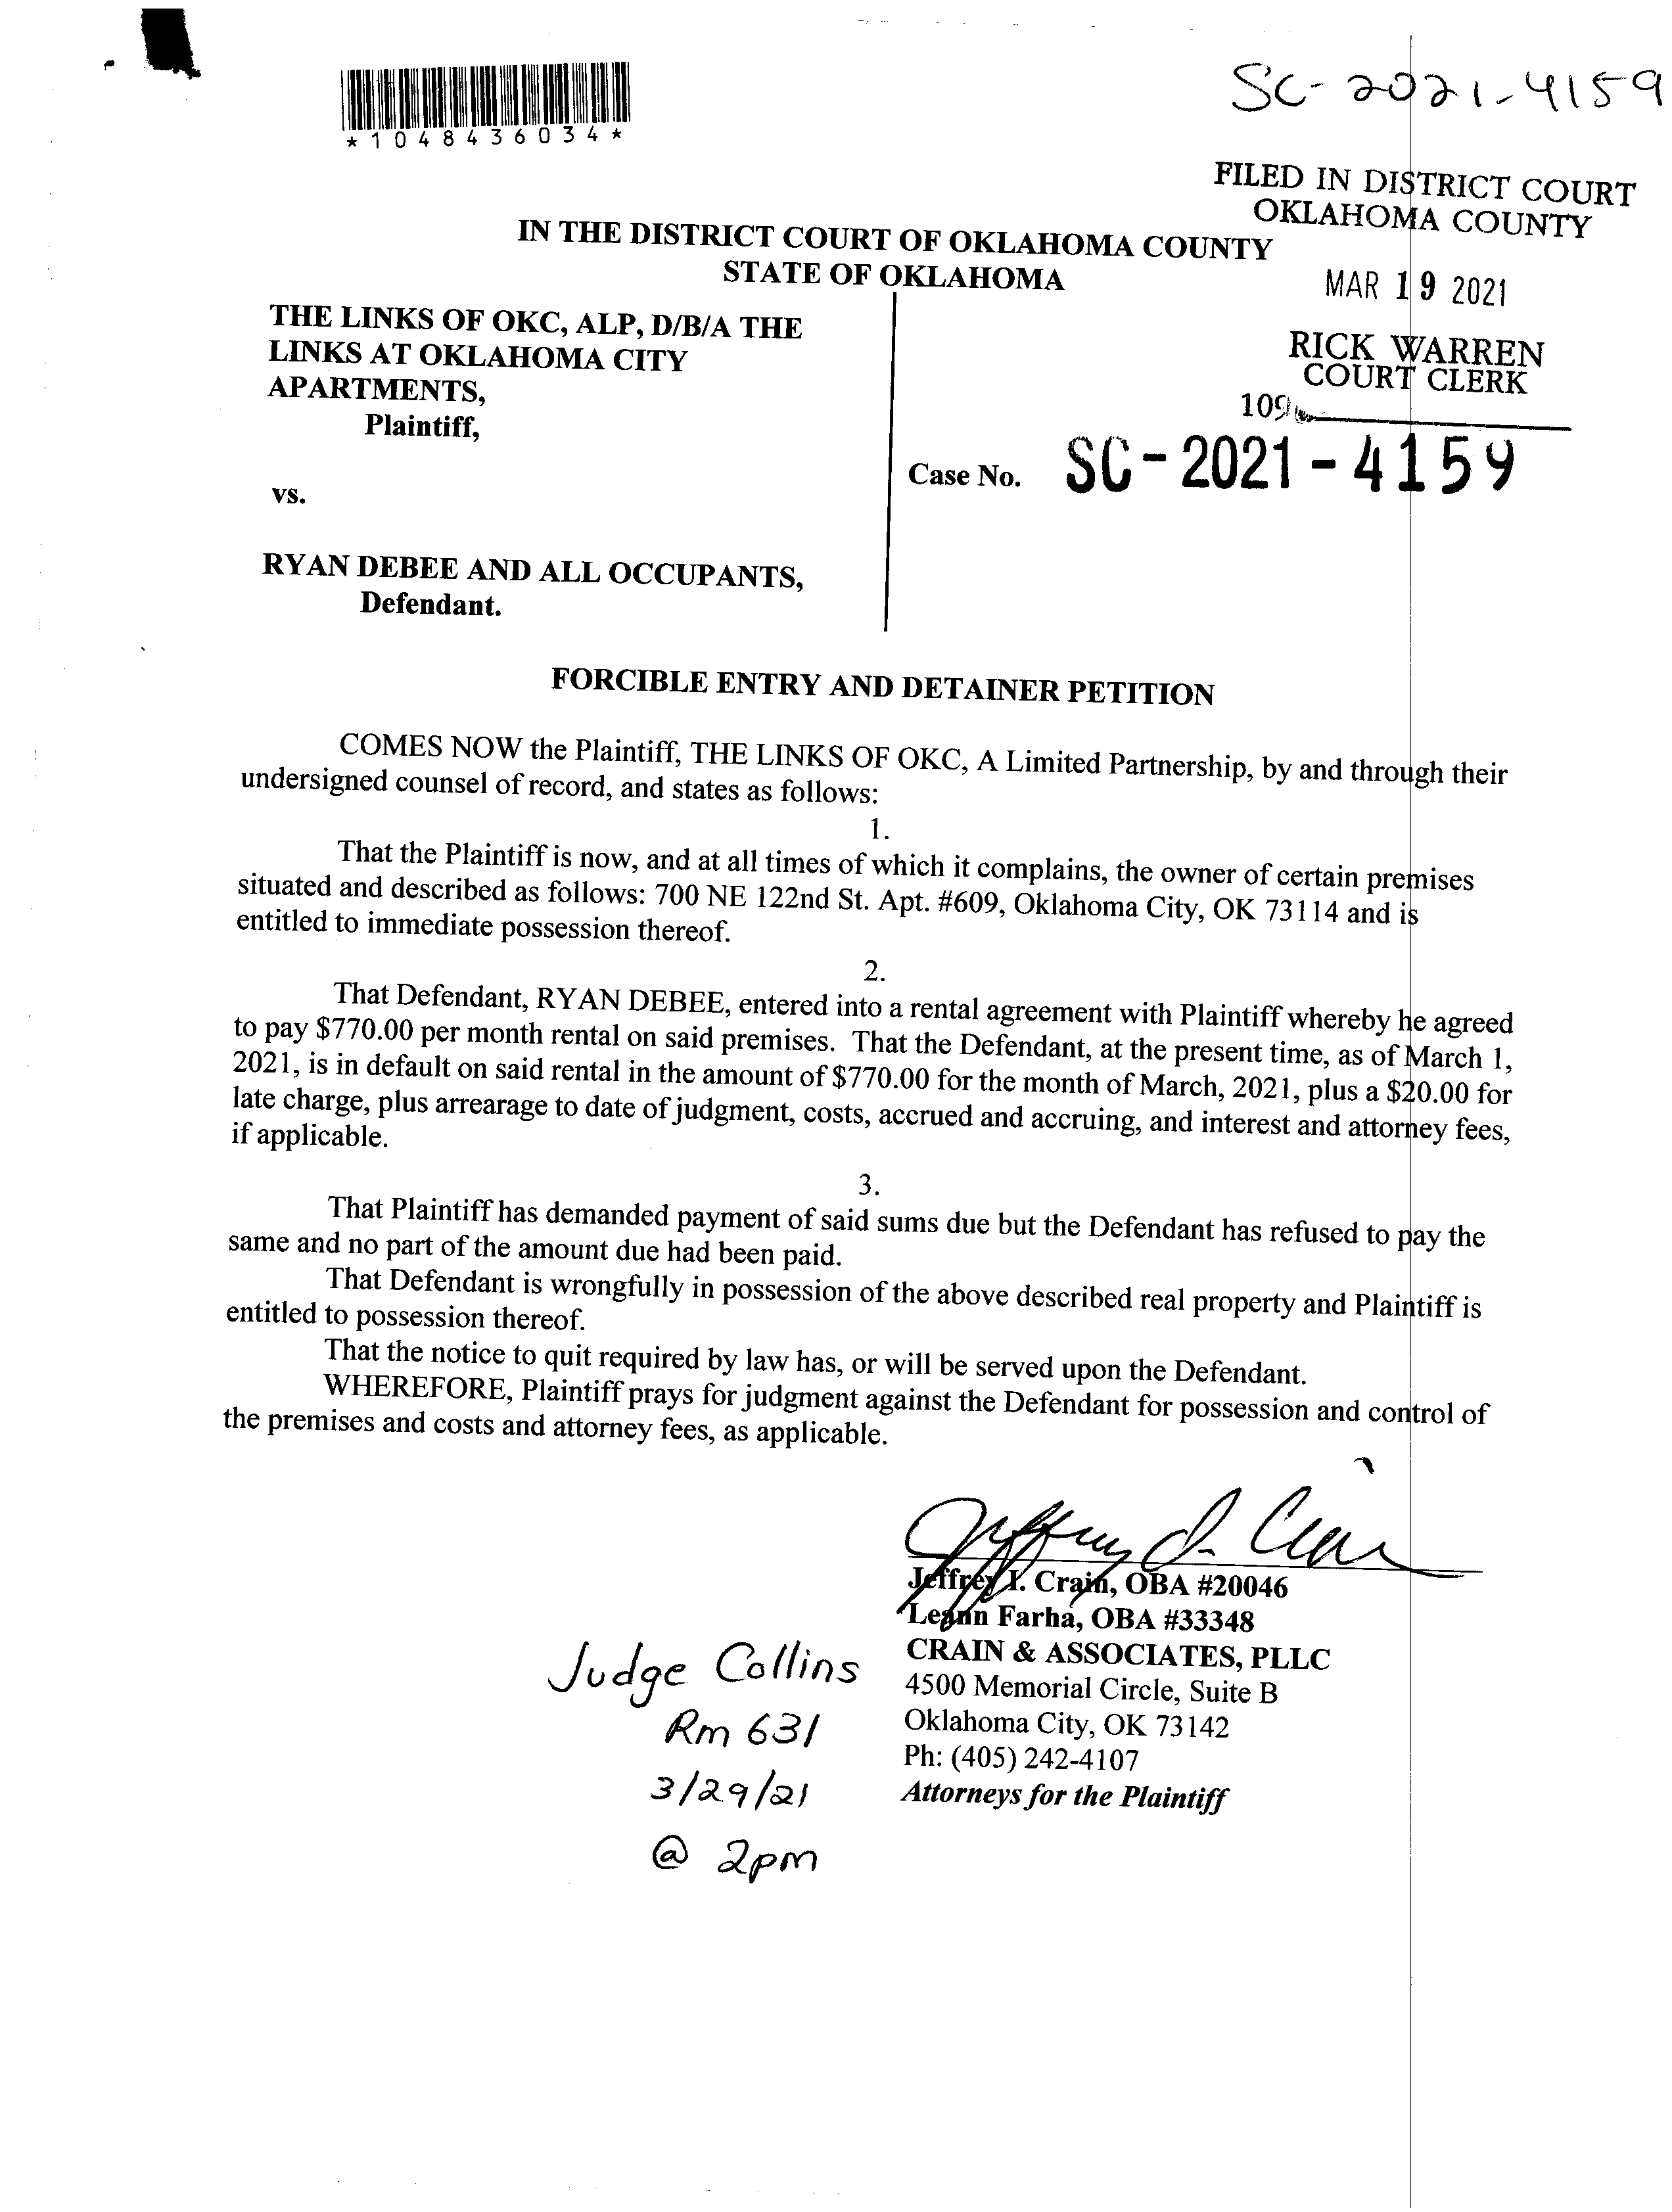 SC-2021-4159
*1048436034*
FILED IN DISTRICT COURT
OKLAHOMA COUNTY
IN THE DISTRICT COURT OF OKLAHOMA COUNTY
STATE OF OKLAHOMA
MAR 19 2021
THE LINKS OF OKC, ALP, D/B/A THE
LINKS AT OKLAHOMA CITY
APARTMENTS,
Plaintiff,
RICK WARREN
COURT CLERK
109
Case No. SC-2021-4159
vs.
RYAN DEBEE AND ALL OCCUPANTS,
Defendant.
FORCIBLE ENTRY AND DETAINER PETITION
COMES NOW the Plaintiff, THE LINKS OF OKC, A Limited Partnership, by and through their
undersigned counsel of record, and states as follows:
1.
That the Plaintiff is now, and at all times of which it complains, the owner of certain premises
situated and described as follows: 700 NE 122nd St. Apt. #609, Oklahoma City, OK 73114 and is
entitled to immediate possession thereof.
2.
That Defendant, RYAN DEBEE, entered into a rental agreement with Plaintiff whereby he agreed
to pay $770.00 per month rental on said premises. That the Defendant, at the present time, as of March 1,
2021, is in default on said rental in the amount of $770.00 for the month of March, 2021, plus a $20.00 for
late charge, plus arrearage to date of judgment, costs, accrued and accruing, and interest and attorney fees,
if applicable.
3.
That Plaintiff has demanded payment of said sums due but the Defendant has refused to pay the
same and no part of the amount due had been paid.
That Defendant is wrongfully in possession of the above described real property and Plaintiff is
entitled to possession thereof.
That the notice to quit required by law has, or will be served upon the Defendant.
WHEREFORE, Plaintiff prays for judgment against the Defendant for possession and control of
the premises and costs and attorney fees, as applicable.
Jeffrey I. Crain, OBA #20046
Leann Farha, OBA #33348
CRAIN & ASSOCIATES, PLLC
4500 Memorial Circle, Suite B
Oklahoma City, OK 73142
Ph: (405) 242-4107
Attorneys for the Plaintiff
Judge Collins
Rm 631
3/29/21
@ 2pm